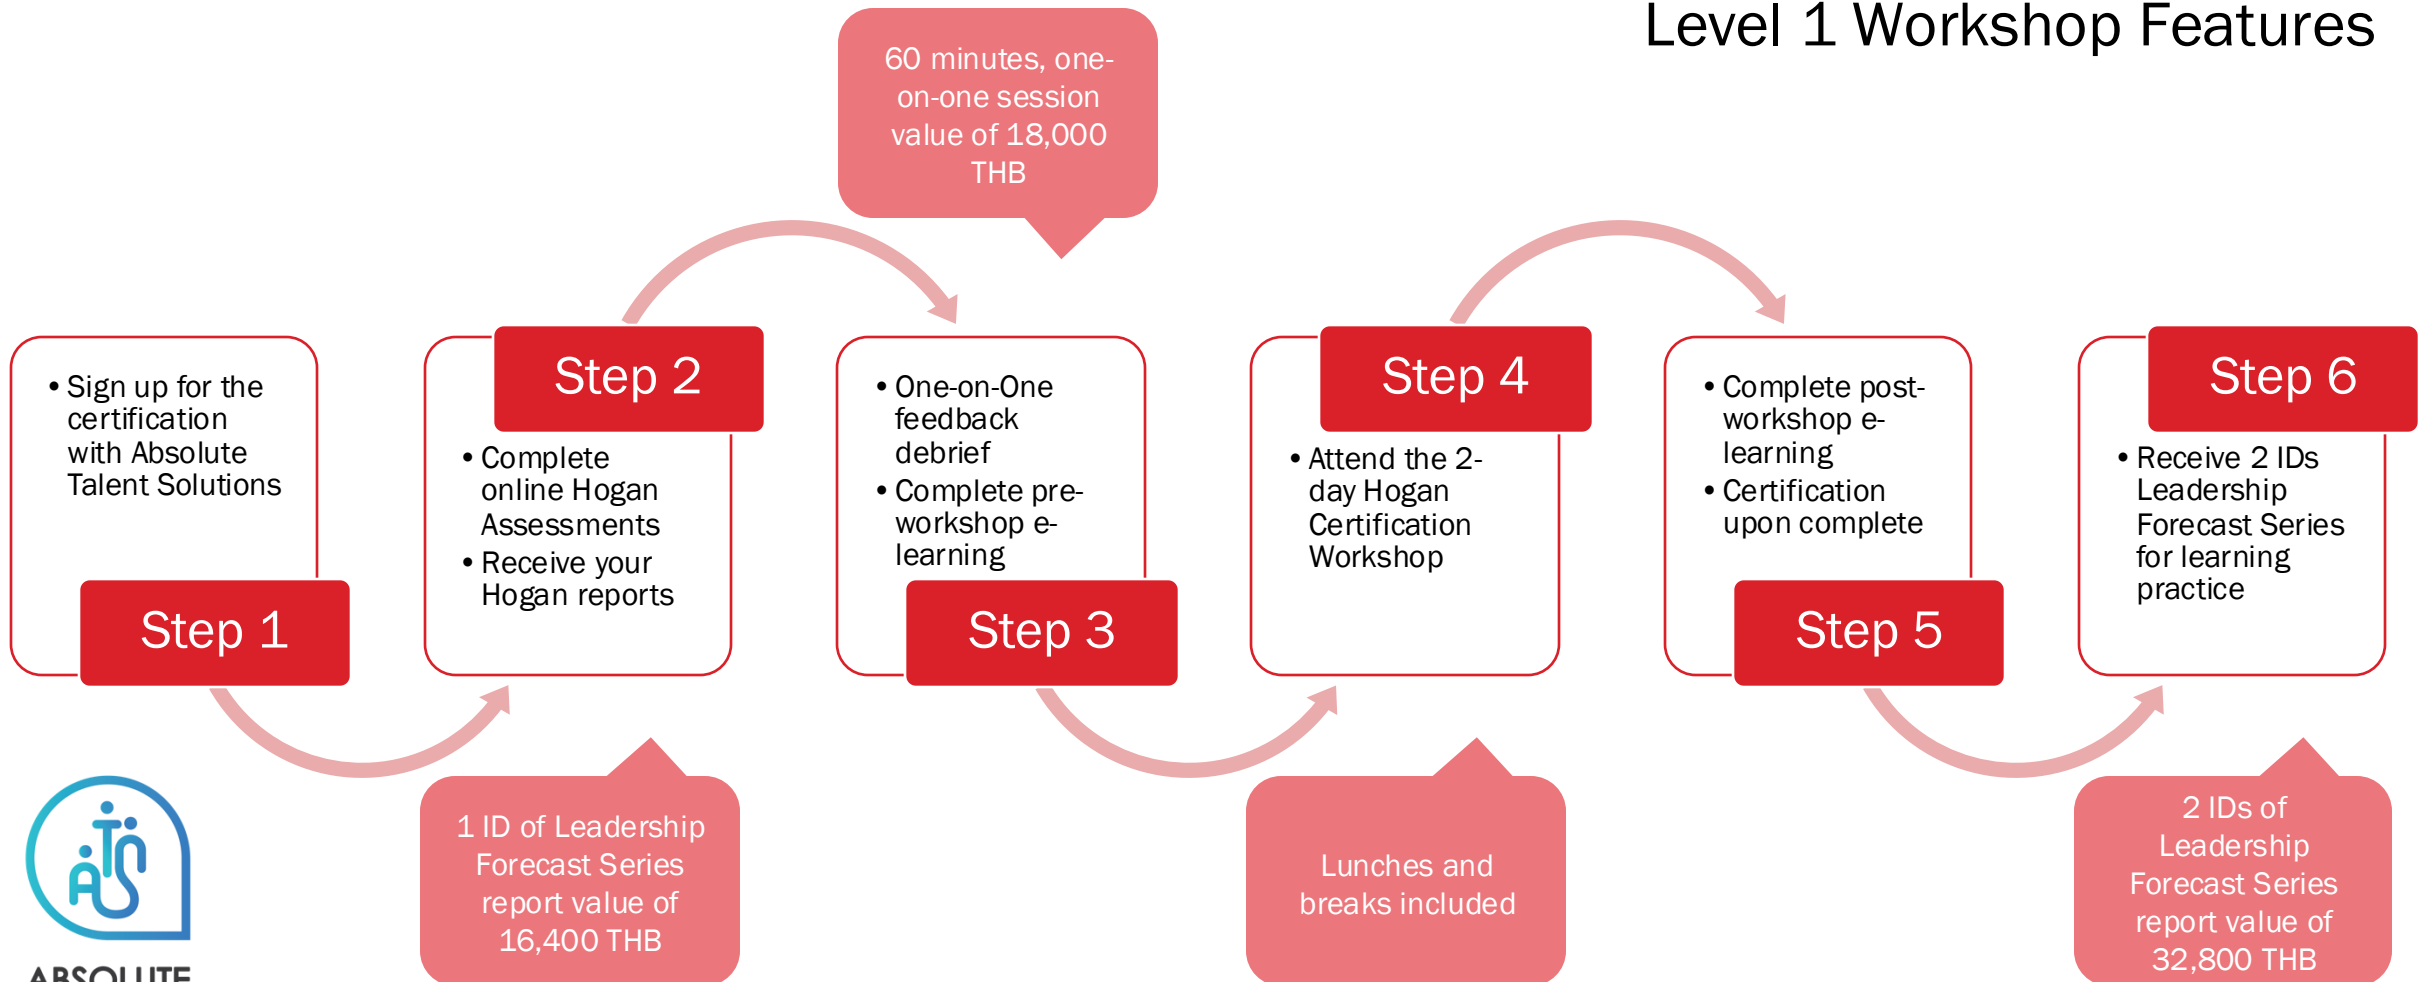 Level 1 Workshop Features
60 minutes, one-
on-one session
value of 18,000
THB
• Sign up for the
certification
with Absolute
Talent Solutions
Step 1
Step 2
• Complete
online Hogan
Assessments
• Receive your
Hogan reports
1 ID of Leadership
Forecast Series
report value of
16,400 THB
• One-on-One
feedback
debrief
• Complete pre-
workshop e-
learning
Step 3
Step 4
• Attend the 2-
day Hogan
Certification
Workshop
Lunches and
breaks included
• Complete post-
workshop e-
learning
• Certification
upon complete
Step 5
Step 6
• Receive 2 IDs
Leadership
Forecast Series
for learning
practice
2 IDs of
Leadership
Forecast Series
report value of
32,800 THB
ATS
ABSOLUTE